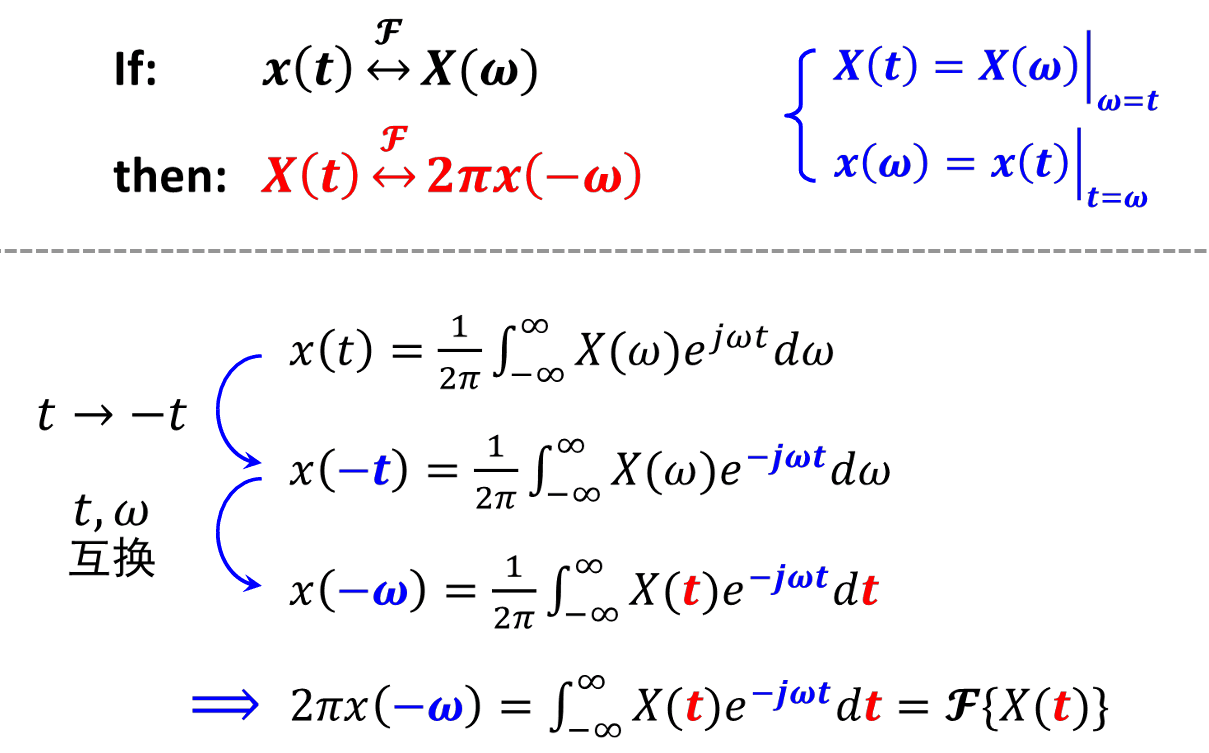 If: x(t) ℱ↔ X(ω)
then: X(t) ℱ↔ 2πx(−ω)
X(t) = X(ω)|ω=t
x(ω) = x(t)|t=ω
x(t) = 1/2π ∫−∞^∞ X(ω)e^{jωt}dω
t → −t
x(−t) = 1/2π ∫−∞^∞ X(ω)e^{−jωt}dω
t, ω
互换
x(−ω) = 1/2π ∫−∞^∞ X(t)e^{−jωt}dt
⟹ 2πx(−ω) = ∫−∞^∞ X(t)e^{−jωt}dt = ℱ{X(t)}